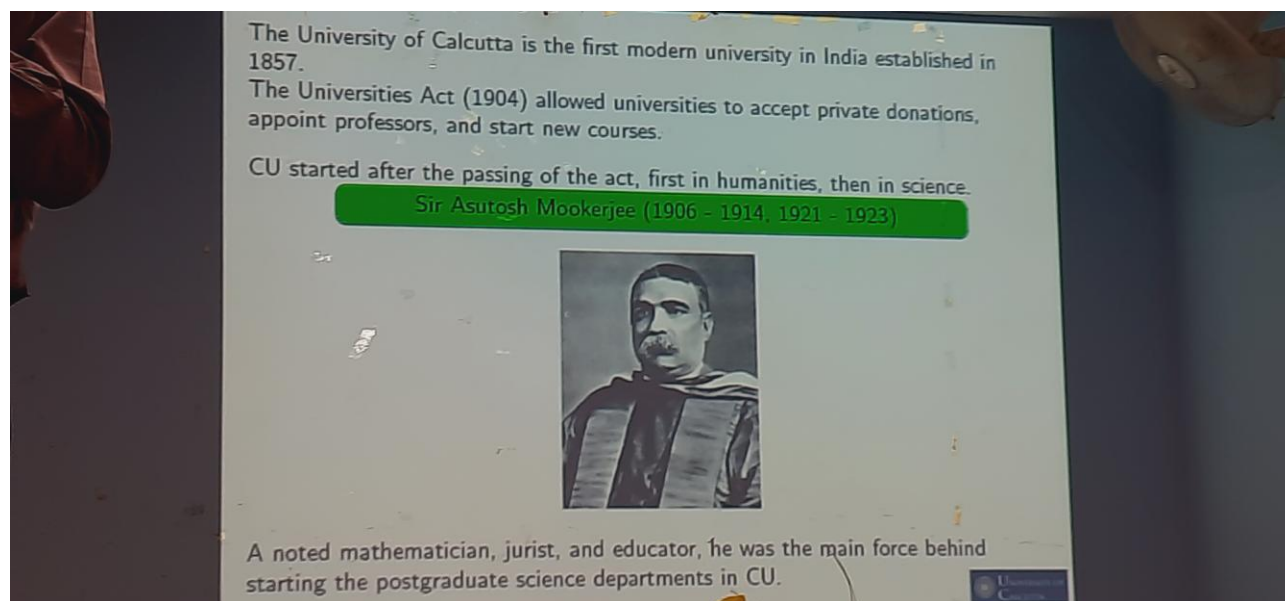 The University of Calcutta is the first modern university in India established in
1857.
The Universities Act (1904) allowed universities to accept private donations,
appoint professors, and start new courses.
CU started after the passing of the act, first in humanities, then in science.
Sir Asutosh Mookerjee (1906 - 1914, 1921 - 1923)
A noted mathematician, jurist, and educator, he was the main force behind
starting the postgraduate science departments in CU.
University of
Calcutta